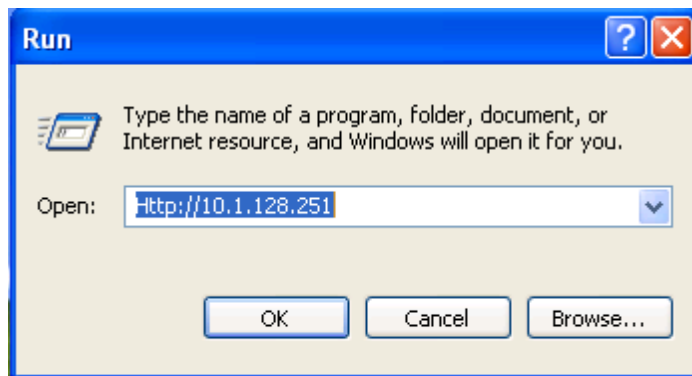 Run
Type the name of a program, folder, document, or
Internet resource, and Windows will open it for you.
Open: Http://10.1.128.251
OK Cancel Browse...